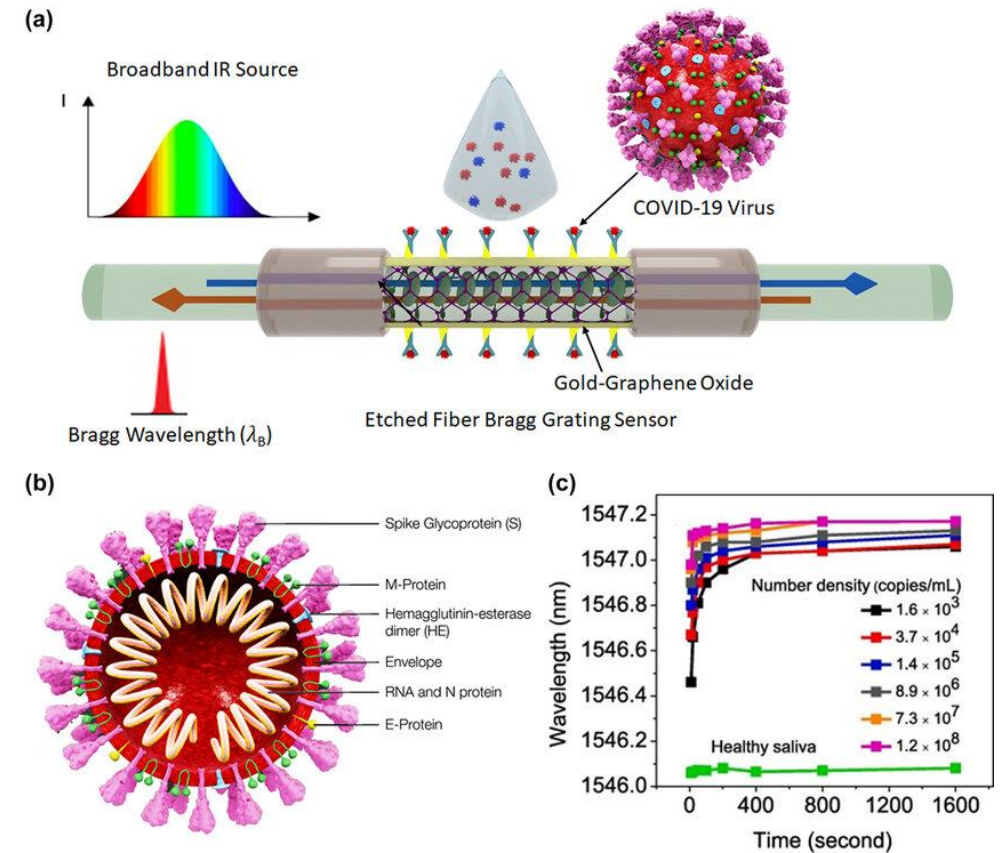 (a)
Broadband IR Source
I
COVID-19 Virus
Gold-Graphene Oxide
Etched Fiber Bragg Grating Sensor
Bragg Wavelength (λB)
(b)
Spike Glycoprotein (S)
M-Protein
Hemagglutinin-esterase
dimer (HE)
Envelope
RNA and N protein
E-Protein
(c)
Wavelength (nm)
1547.2
1547.0
1546.8
1546.6
1546.4
1546.2
1546.0
Number density (copies/mL)
1.6 × 10³
3.7 × 10⁴
1.4 × 10⁵
8.9 × 10⁶
7.3 × 10⁷
1.2 × 10⁸
Healthy saliva
0 400 800 1200 1600
Time (second)